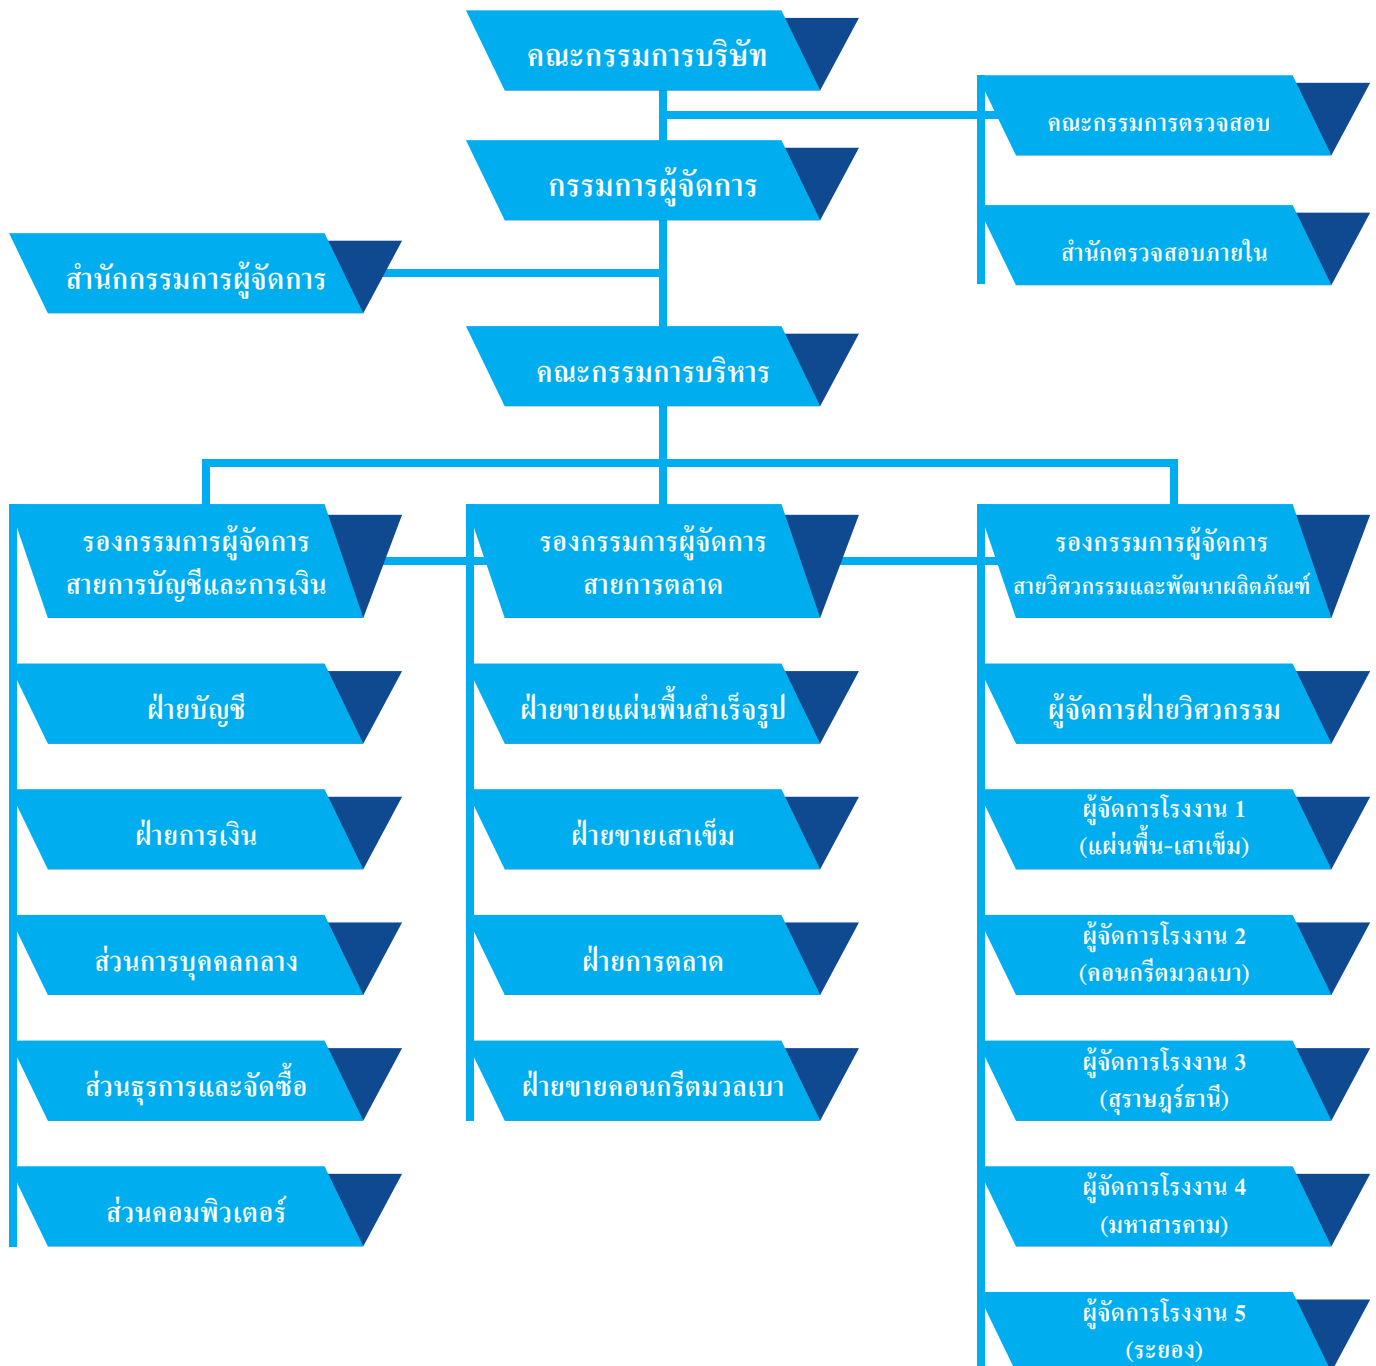 คณะกรรมการบริษัท
คณะกรรมการตรวจสอบ
กรรมการผู้จัดการ
สำนักตรวจสอบภายใน
สำนักกรรมการผู้จัดการ
คณะกรรมการบริหาร
รองกรรมการผู้จัดการ
สายการบัญชีและการเงิน
รองกรรมการผู้จัดการ
สายการตลาด
รองกรรมการผู้จัดการ
สายวิศวกรรมและพัฒนาผลิตภัณฑ์
ฝ่ายบัญชี
ฝ่ายขายแผ่นพื้นสำเร็จรูป
ผู้จัดการฝ่ายวิศวกรรม
ฝ่ายการเงิน
ฝ่ายขายเสาเข็ม
ผู้จัดการโรงงาน 1
(แผ่นพื้น-เสาเข็ม)
ส่วนการบุคคลกลาง
ฝ่ายการตลาด
ผู้จัดการโรงงาน 2
(คอนกรีตมวลเบา)
ส่วนธุรการและจัดซื้อ
ฝ่ายขายคอนกรีตมวลเบา
ผู้จัดการโรงงาน 3
(สุราษฎร์ธานี)
ส่วนคอมพิวเตอร์
ผู้จัดการโรงงาน 4
(มหาสารคาม)
ผู้จัดการโรงงาน 5
(ระยอง)